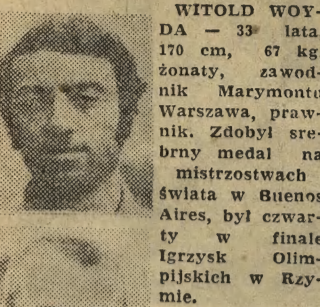 WITOLD WOY-
DA — 33 lata
170 cm, 67 kg
żonaty, zawod-
nik Marymontu
Warszawa, praw-
nik. Zdobył sre-
brny medal na
mistrzostwach
świata w Buenos
Aires, był czwar-
ty w finale
Igrzysk Olim-
pijskich w Rzy-
mie.